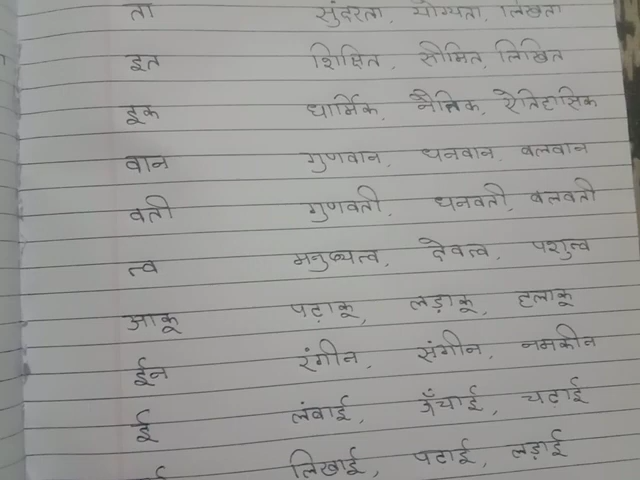 ता सुंदरता, योग्यता, लिखता
इत शिक्षित, सीमित, लिखित
इक धार्मिक, नैतिक, ऐतिहासिक
वान गुणवान, धनवान, बलवान
वती गुणवती, धनवती, बलवती
त्व मनुष्यत्व, देवत्व, पशुत्व
आकू पढ़ाकू, लड़ाकू, हलाकू
ईन रंगीन, संगीन, नमकीन
ई लंबाई, ऊँचाई, चढ़ाई
लिखाई, पढाई, लड़ाई